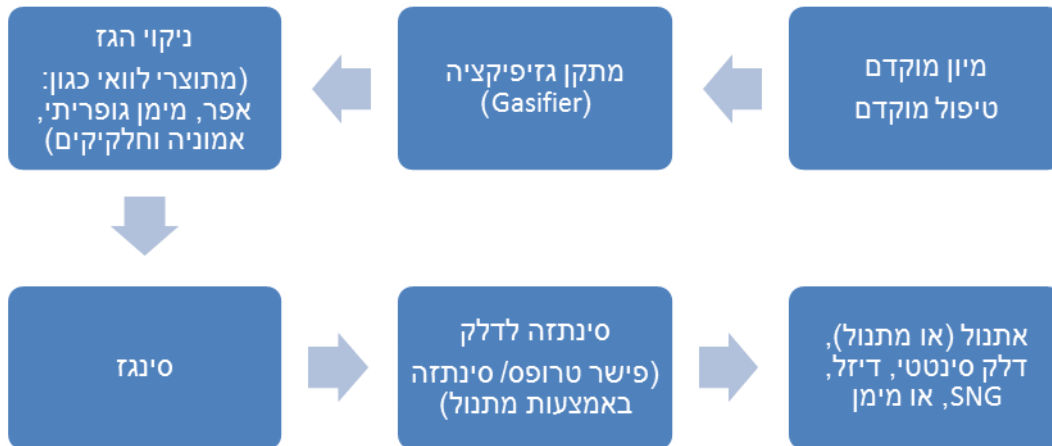 מיון מוקדם
טיפול מוקדם
מתקן גזיפיקציה
(Gasifier)
ניקוי הגז
(מתוצרי לוואי כגון:
אפר, מימן גופריתי,
אמוניה וחלקיקים)
סינגז
סינתזה לדלק
(פישר טרופס/ סינתזה
באמצעות מתנול)
אתנול (או מתנול),
דלק סינטטי, דיזל,
SNG, או מימן